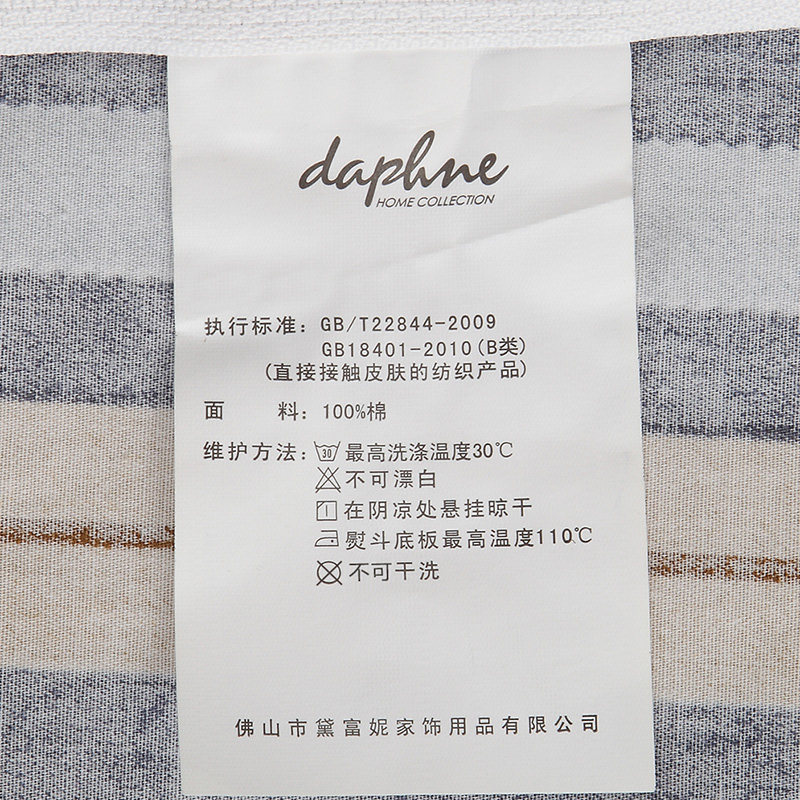 daphne
HOME COLLECTION
执行标准：GB/T22844-2009
GB18401-2010(B类)
(直接接触皮肤的纺织产品)
面 料：100%棉
维护方法：30 最高洗涤温度30℃
不可漂白
在阴凉处悬挂晾干
熨斗底板最高温度110℃
不可干洗
佛山市黛富妮家饰用品有限公司